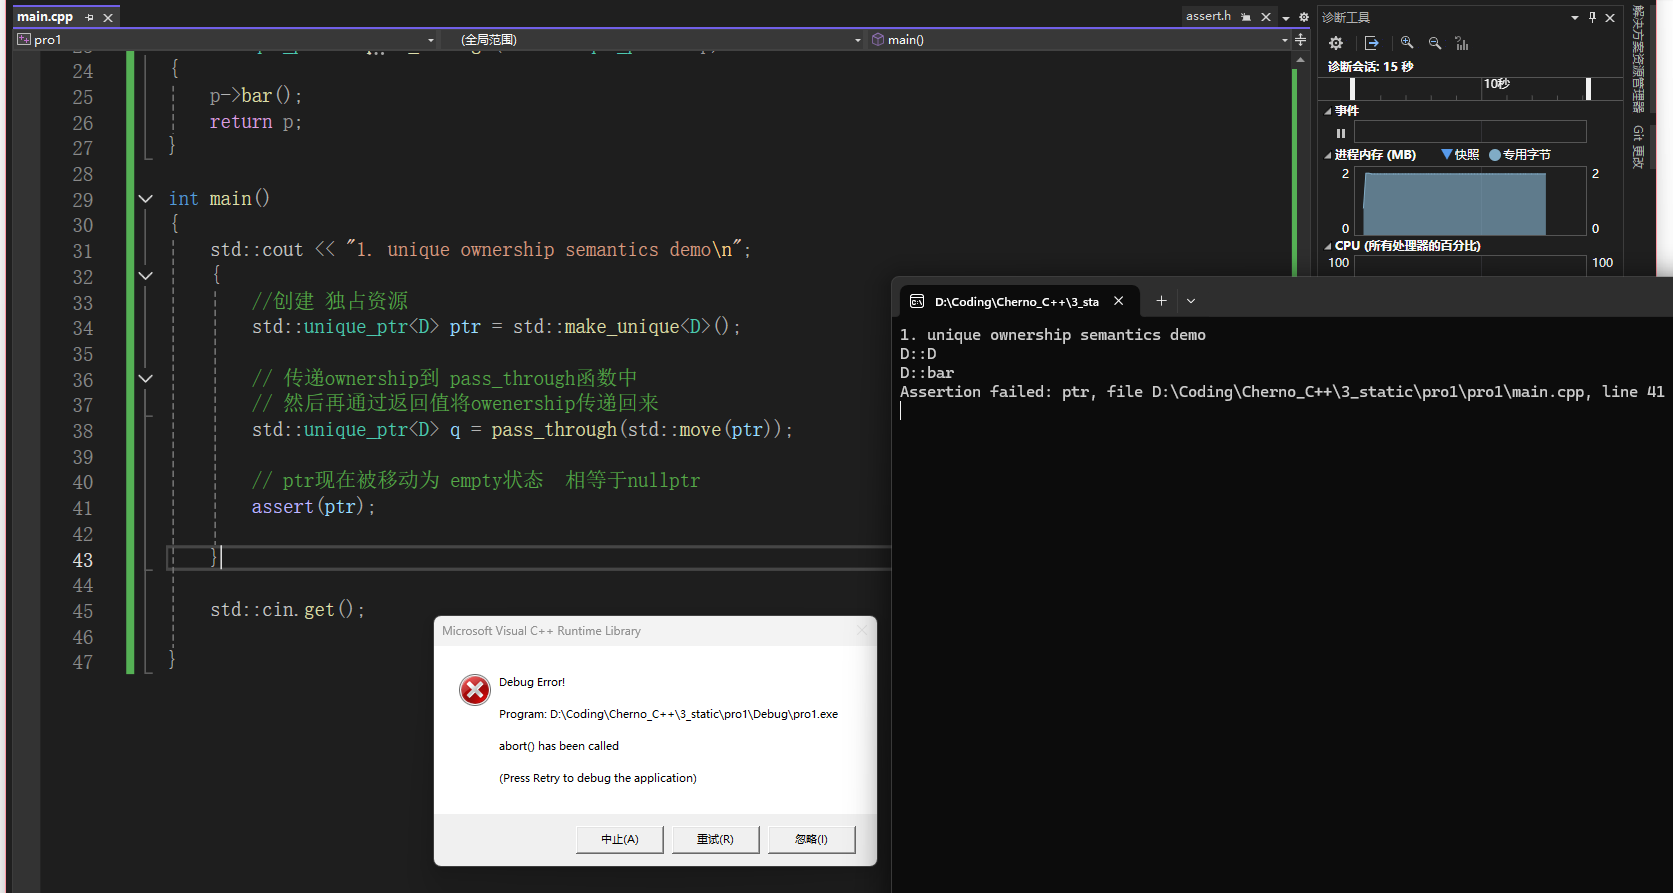 main.cpp
assert.h
诊断工具
pro1
(全局范围)
main()
24 {
25 p->bar();
26 return p;
27 }
28
29 int main()
30 {
31 std::cout << "1. unique ownership semantics demo\n";
32 {
33 //创建 独占资源
34 std::unique_ptr<D> ptr = std::make_unique<D>();
35
36 // 传递ownership到 pass_through函数中
37 // 然后再通过返回值将owenership传递回来
38 std::unique_ptr<D> q = pass_through(std::move(ptr));
39
40 // ptr现在被移动为 empty状态  相等于nullptr
41 assert(ptr);
42
43 }
44
45 std::cin.get();
46
47 }
诊断会话: 15 秒
10秒
事件
进程内存 (MB) 快照 专用字节
2 2
0 0
CPU (所有处理器的百分比)
100 100
解决方案资源管理器
Git 更改
D:\Coding\Cherno_C++\3_sta
1. unique ownership semantics demo
D::D
D::bar
Assertion failed: ptr, file D:\Coding\Cherno_C++\3_static\pro1\pro1\main.cpp, line 41
Microsoft Visual C++ Runtime Library
Debug Error!
Program: D:\Coding\Cherno_C++\3_static\pro1\Debug\pro1.exe
abort() has been called
(Press Retry to debug the application)
中止(A)
重试(R)
忽略(I)